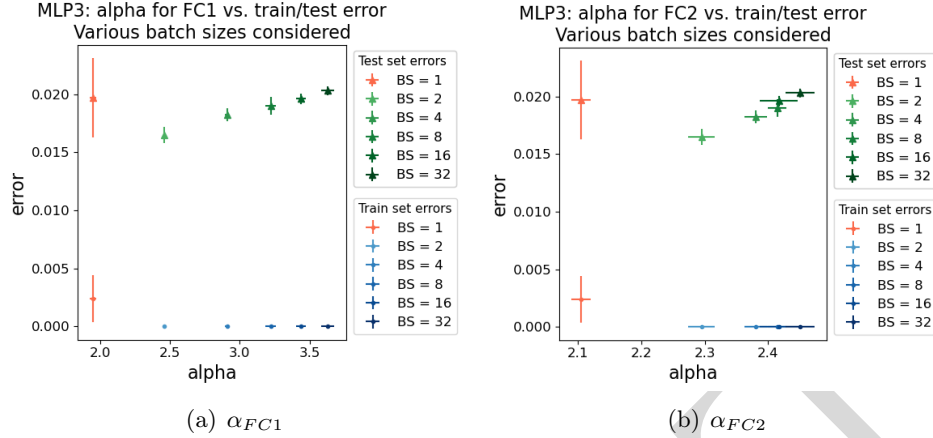 MLP3: alpha for FC1 vs. train/test error
Various batch sizes considered
error
0.020
0.015
0.010
0.005
0.000
2.0
2.5
3.0
3.5
alpha
Test set errors
BS = 1
BS = 2
BS = 4
BS = 8
BS = 16
BS = 32
Train set errors
BS = 1
BS = 2
BS = 4
BS = 8
BS = 16
BS = 32
(a) αFC1
MLP3: alpha for FC2 vs. train/test error
Various batch sizes considered
error
0.020
0.015
0.010
0.005
0.000
2.1
2.2
2.3
2.4
alpha
Test set errors
BS = 1
BS = 2
BS = 4
BS = 8
BS = 16
BS = 32
Train set errors
BS = 1
BS = 2
BS = 4
BS = 8
BS = 16
BS = 32
(b) αFC2